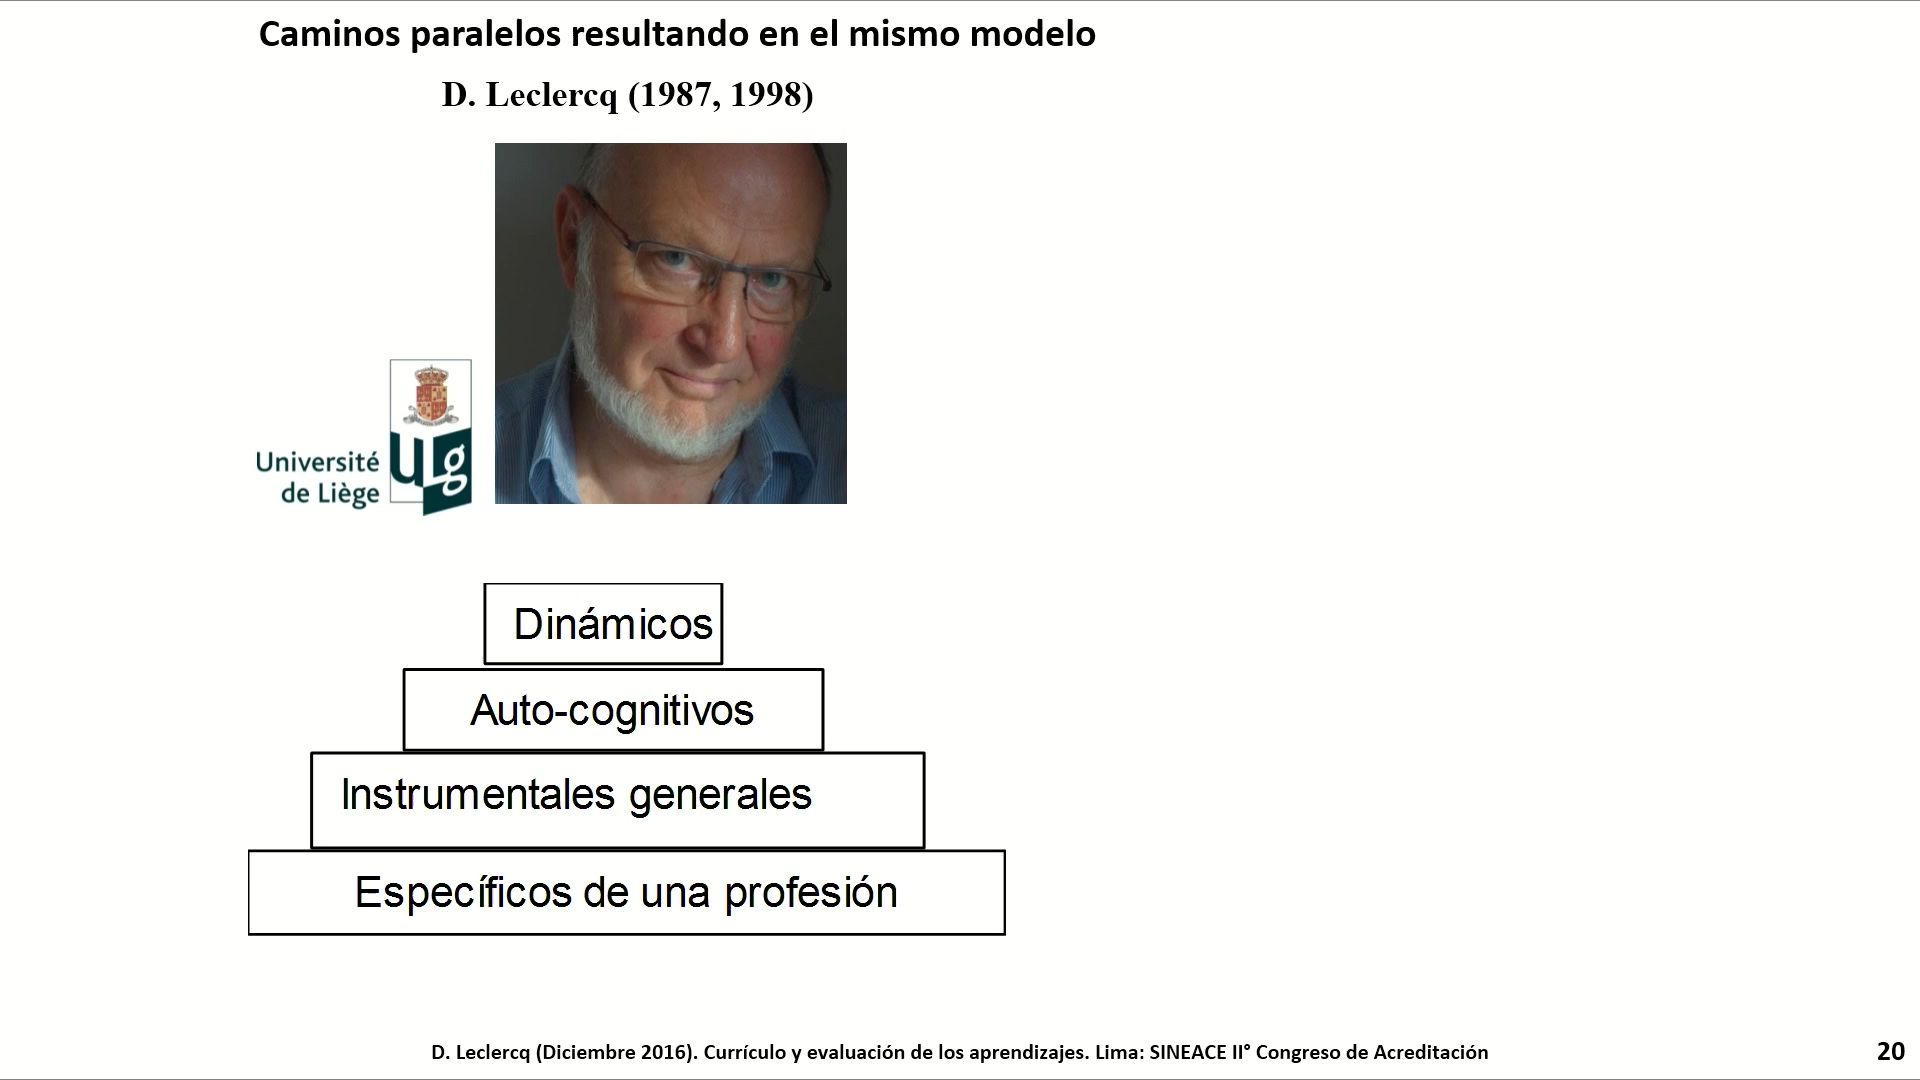 Caminos paralelos resultando en el mismo modelo
D. Leclercq (1987, 1998)
Université
de Liège
ULg
Dinámicos
Auto-cognitivos
Instrumentales generales
Específicos de una profesión
D. Leclercq (Diciembre 2016). Currículo y evaluación de los aprendizajes. Lima: SINEACE II° Congreso de Acreditación
20